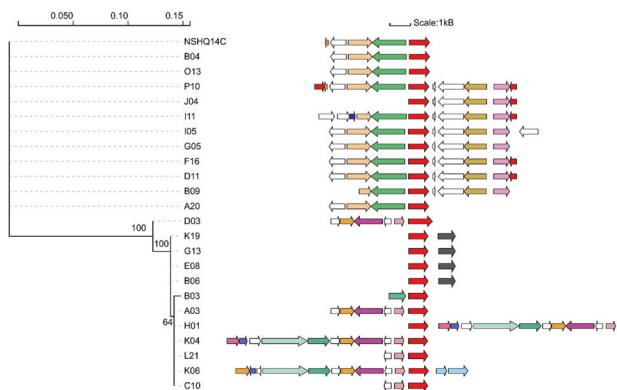 0.050 0.10 0.15
Scale:1kB
NSHQ14C
B04
O13
P10
J04
I11
I05
G05
F16
D11
B09
A20
D03
100
K19
100
G13
E08
B06
B03
A03
H01
64
K04
L21
K06
C10